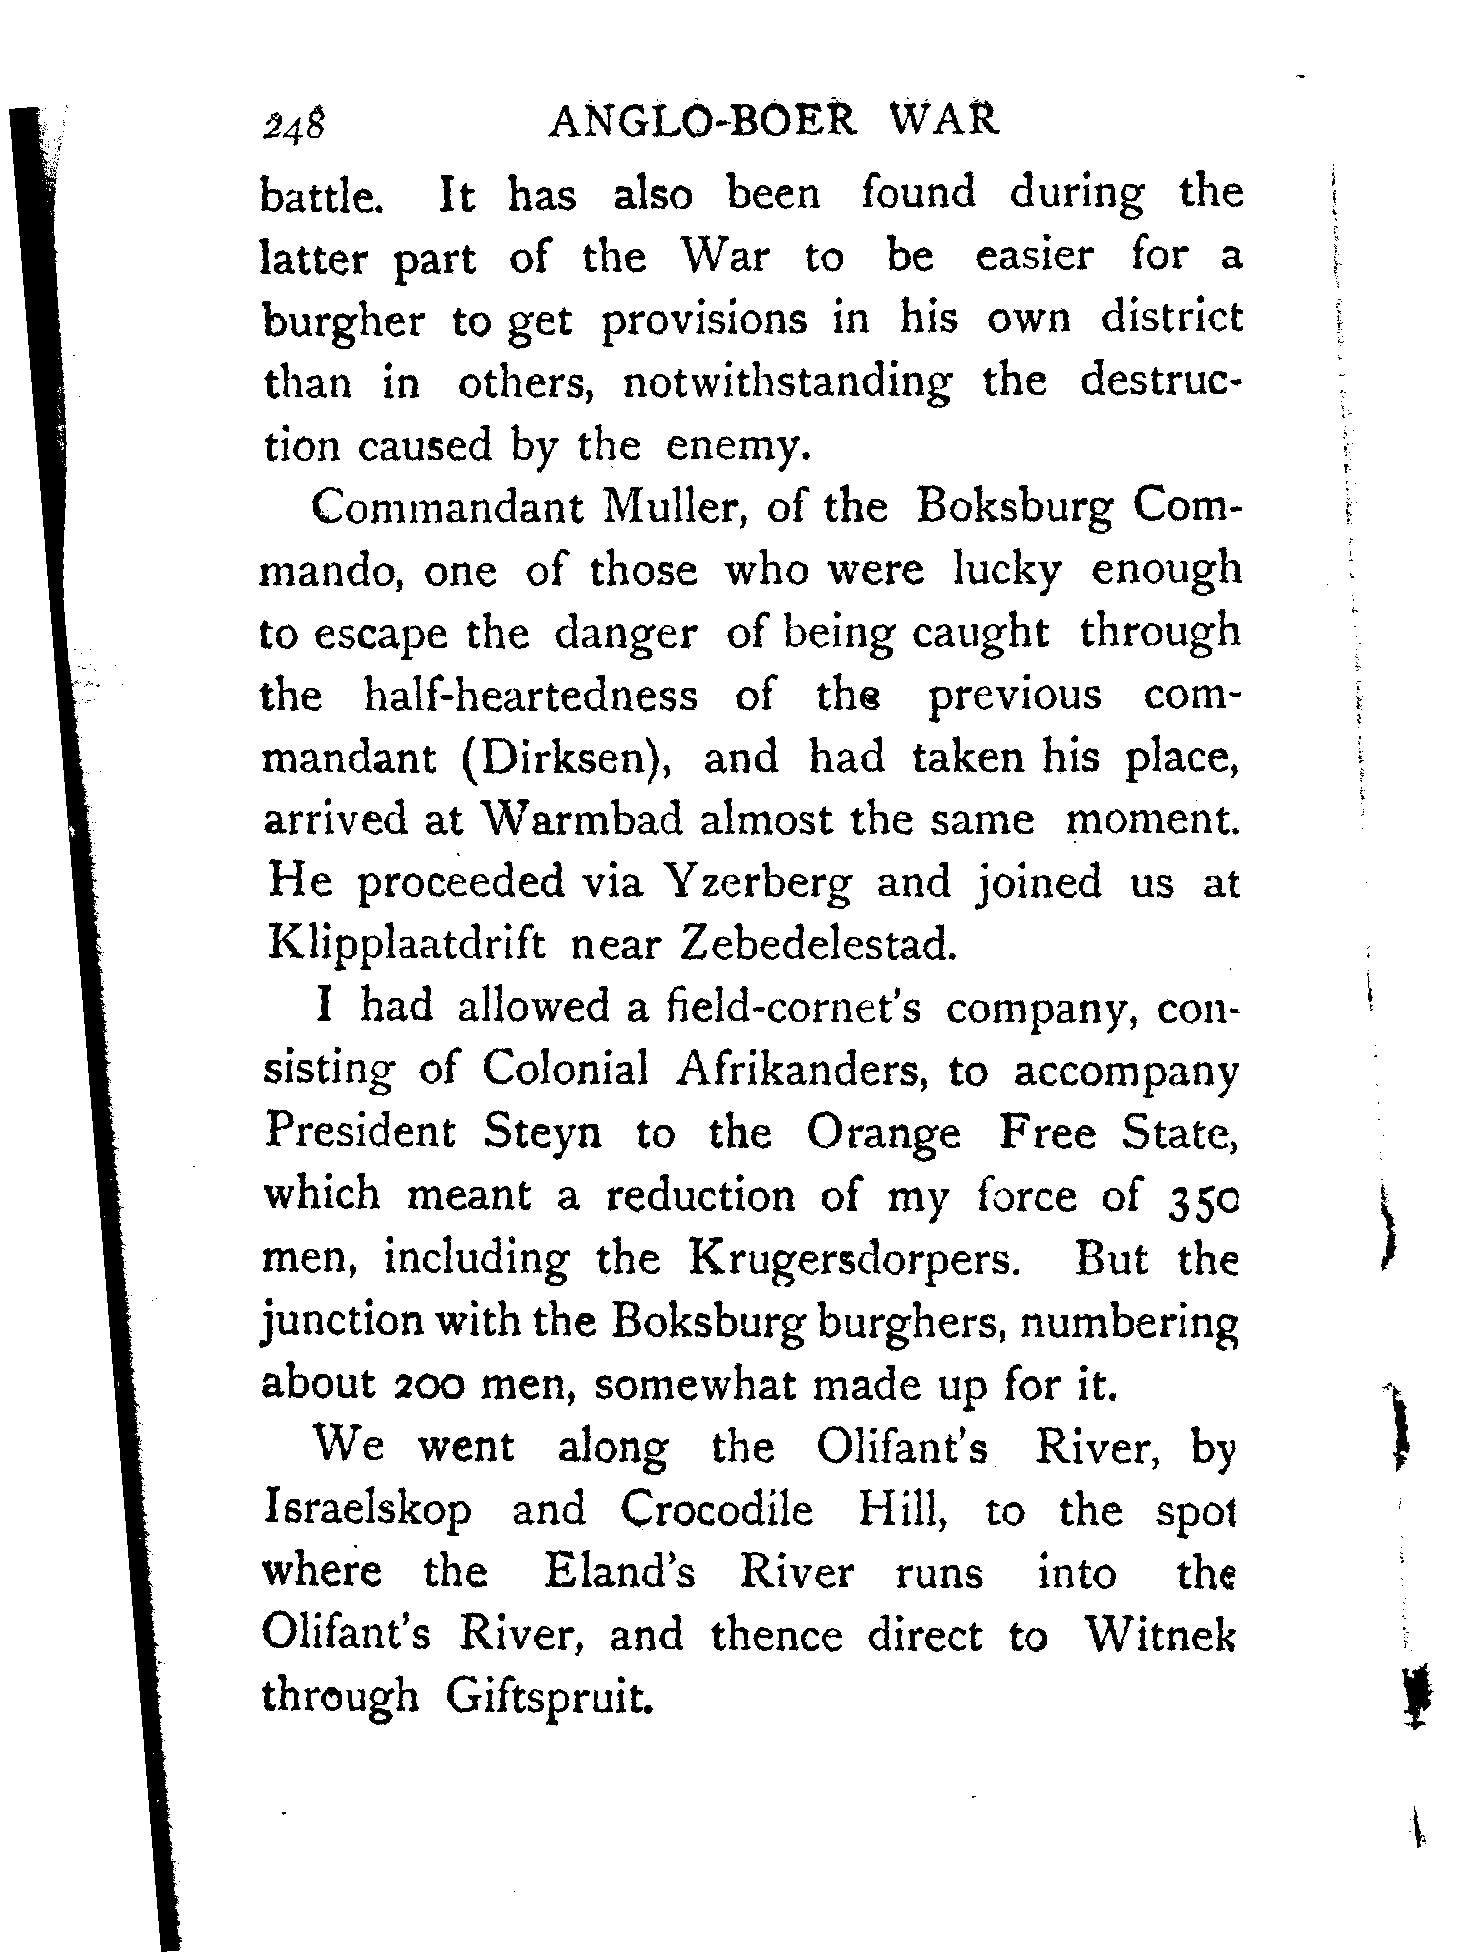 248 ANGLO-BOER WAR
battle. It has also been found during the
latter part of the War to be easier for a
burgher to get provisions in his own district
than in others, notwithstanding the destruc-
tion caused by the enemy.
Commandant Muller, of the Boksburg Com-
mando, one of those who were lucky enough
to escape the danger of being caught through
the half-heartedness of the previous com-
mandant (Dirksen), and had taken his place,
arrived at Warmbad almost the same moment.
He proceeded via Yzerberg and joined us at
Klipplaatdrift near Zebedelestad.
I had allowed a field-cornet's company, con-
sisting of Colonial Afrikanders, to accompany
President Steyn to the Orange Free State,
which meant a reduction of my force of 350
men, including the Krugersdorpers. But the
junction with the Boksburg burghers, numbering
about 200 men, somewhat made up for it.
We went along the Olifant's River, by
Israelskop and Crocodile Hill, to the spot
where the Eland's River runs into the
Olifant's River, and thence direct to Witnek
through Giftspruit.